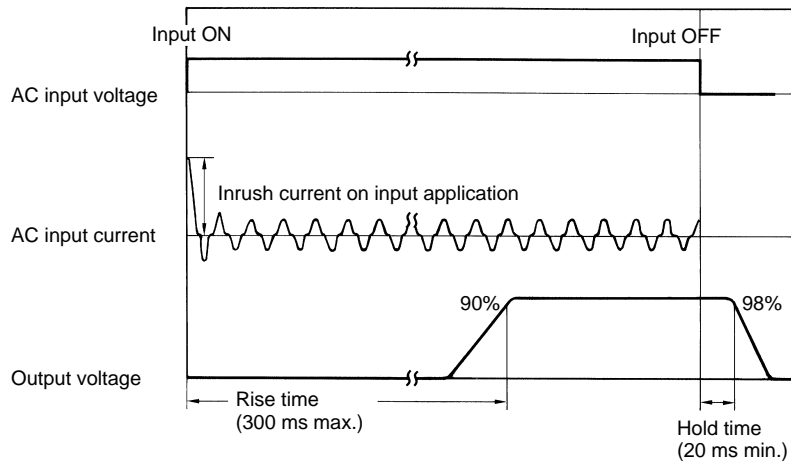 Input ON
Input OFF
AC input voltage
Inrush current on input application
AC input current
90%
98%
Output voltage
Rise time
(300 ms max.)
Hold time
(20 ms min.)